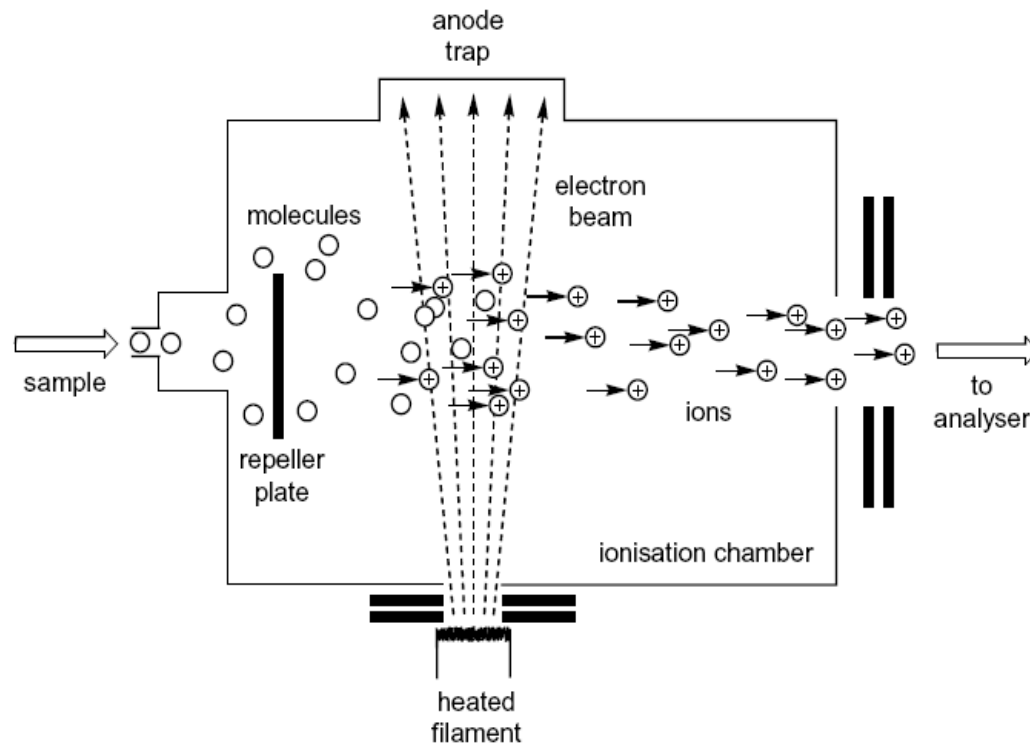 anode
trap
electron
beam
molecules
sample
to
analyser
ions
repeller
plate
ionisation chamber
heated
filament